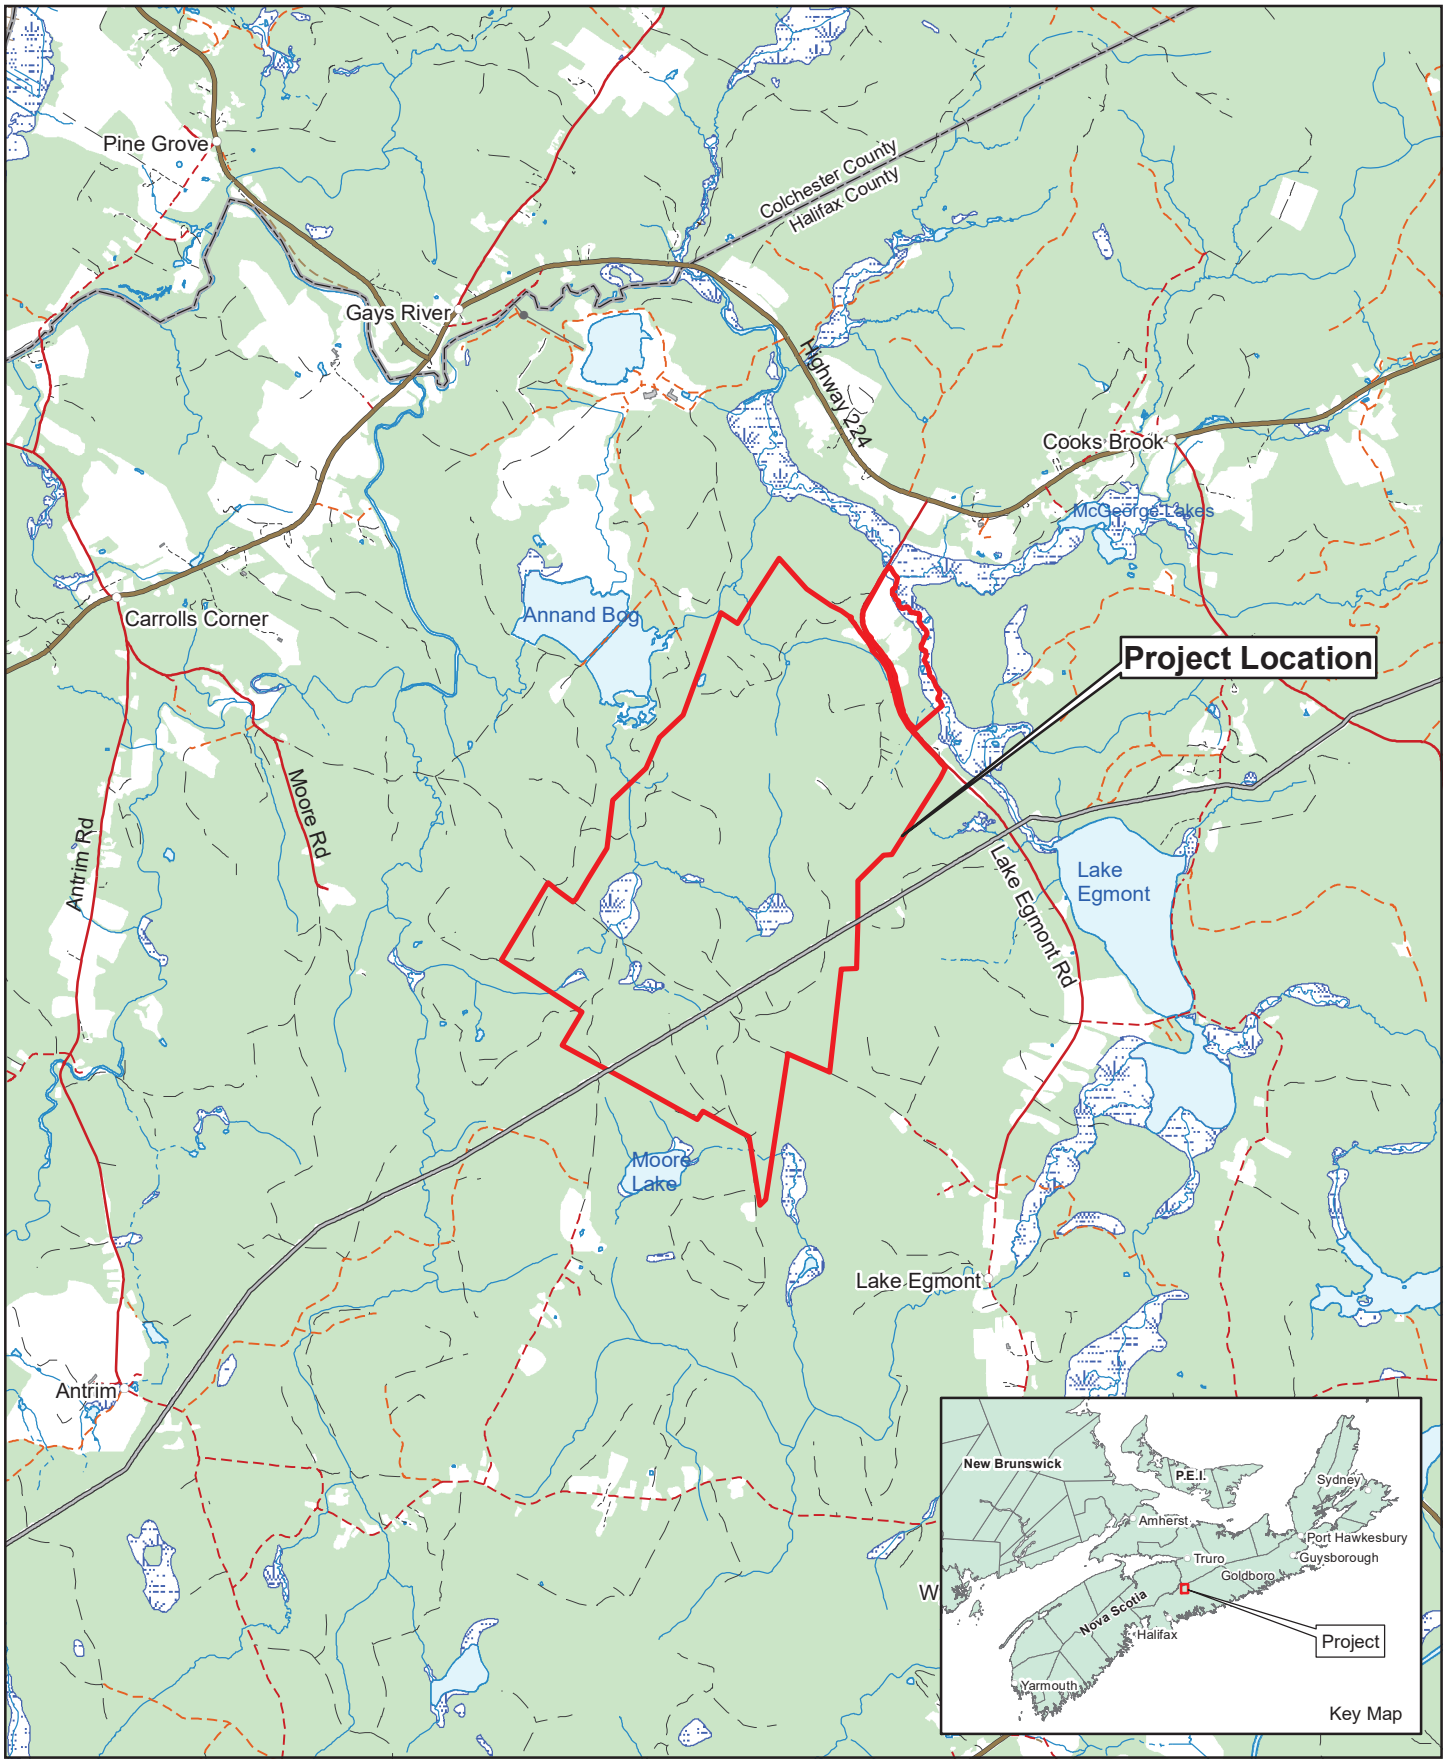 Pine Grove
Colchester County
Halifax County
Gays River
Highway 224
Cooks Brook
McGeorge Lakes
Annand Bog
Carrolls Corner
Project Location
Moore Rd
Antrim Rd
Lake
Egmont
Lake Egmont Rd
Moore
Lake
Lake Egmont
Antrim
W
New Brunswick
P.E.I.
Sydney
Amherst
Port Hawkesbury
Truro
Guysborough
Goldboro
Nova Scotia
Halifax
Project
Yarmouth
Key Map